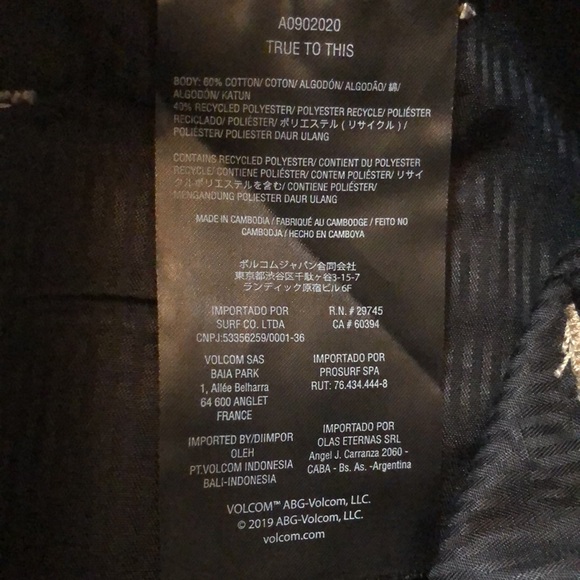 A0902020
TRUE TO THIS
BODY: 60% COTTON/ COTON/ ALGODÓN/ ALGODÃO/ 綿/
ALGODÓN/ KATUN
40% RECYCLED POLYESTER/ POLYESTER RECYCLE/ POLIÉSTER
RECICLADO/ POLIÉSTER/ ポリエステル ( リサイクル ) /
POLIÉSTER/ POLIESTER DAUR ULANG
CONTAINS RECYCLED POLYESTER/ CONTIENT DU POLYESTER
RECYCLE/ CONTIENE POLIÉSTER/ CONTEM POLIÉSTER/ リサイ
クルポリエステルを含む/ CONTIENE POLIÉSTER/
MENGANDUNG POLIESTER DAUR ULANG
MADE IN CAMBODIA / FABRIQUÉ AU CAMBODGE / FEITO NO
CAMBODJA / HECHO EN CAMBOYA
ボルコムジャパン合同会社
東京都渋谷区千駄ヶ谷3-15-7
ランディック原宿ビル6F
IMPORTADO POR
SURF CO. LTDA
CNPJ:53356259/0001-36
R.N. # 29745
CA # 60394
VOLCOM SAS
BAIA PARK
1, Allée Belharra
64 600 ANGLET
FRANCE
IMPORTADO POR
PROSURF SPA
RUT: 76.434.444-8
IMPORTED BY/DIIMPOR
OLEH
PT.VOLCOM INDONESIA
BALI-INDONESIA
IMPORTADO POR
OLAS ETERNAS SRL
Angel J. Carranza 2060 -
CABA - Bs. As. -Argentina
VOLCOM™ ABG-Volcom, LLC.
© 2019 ABG-Volcom, LLC.
volcom.com